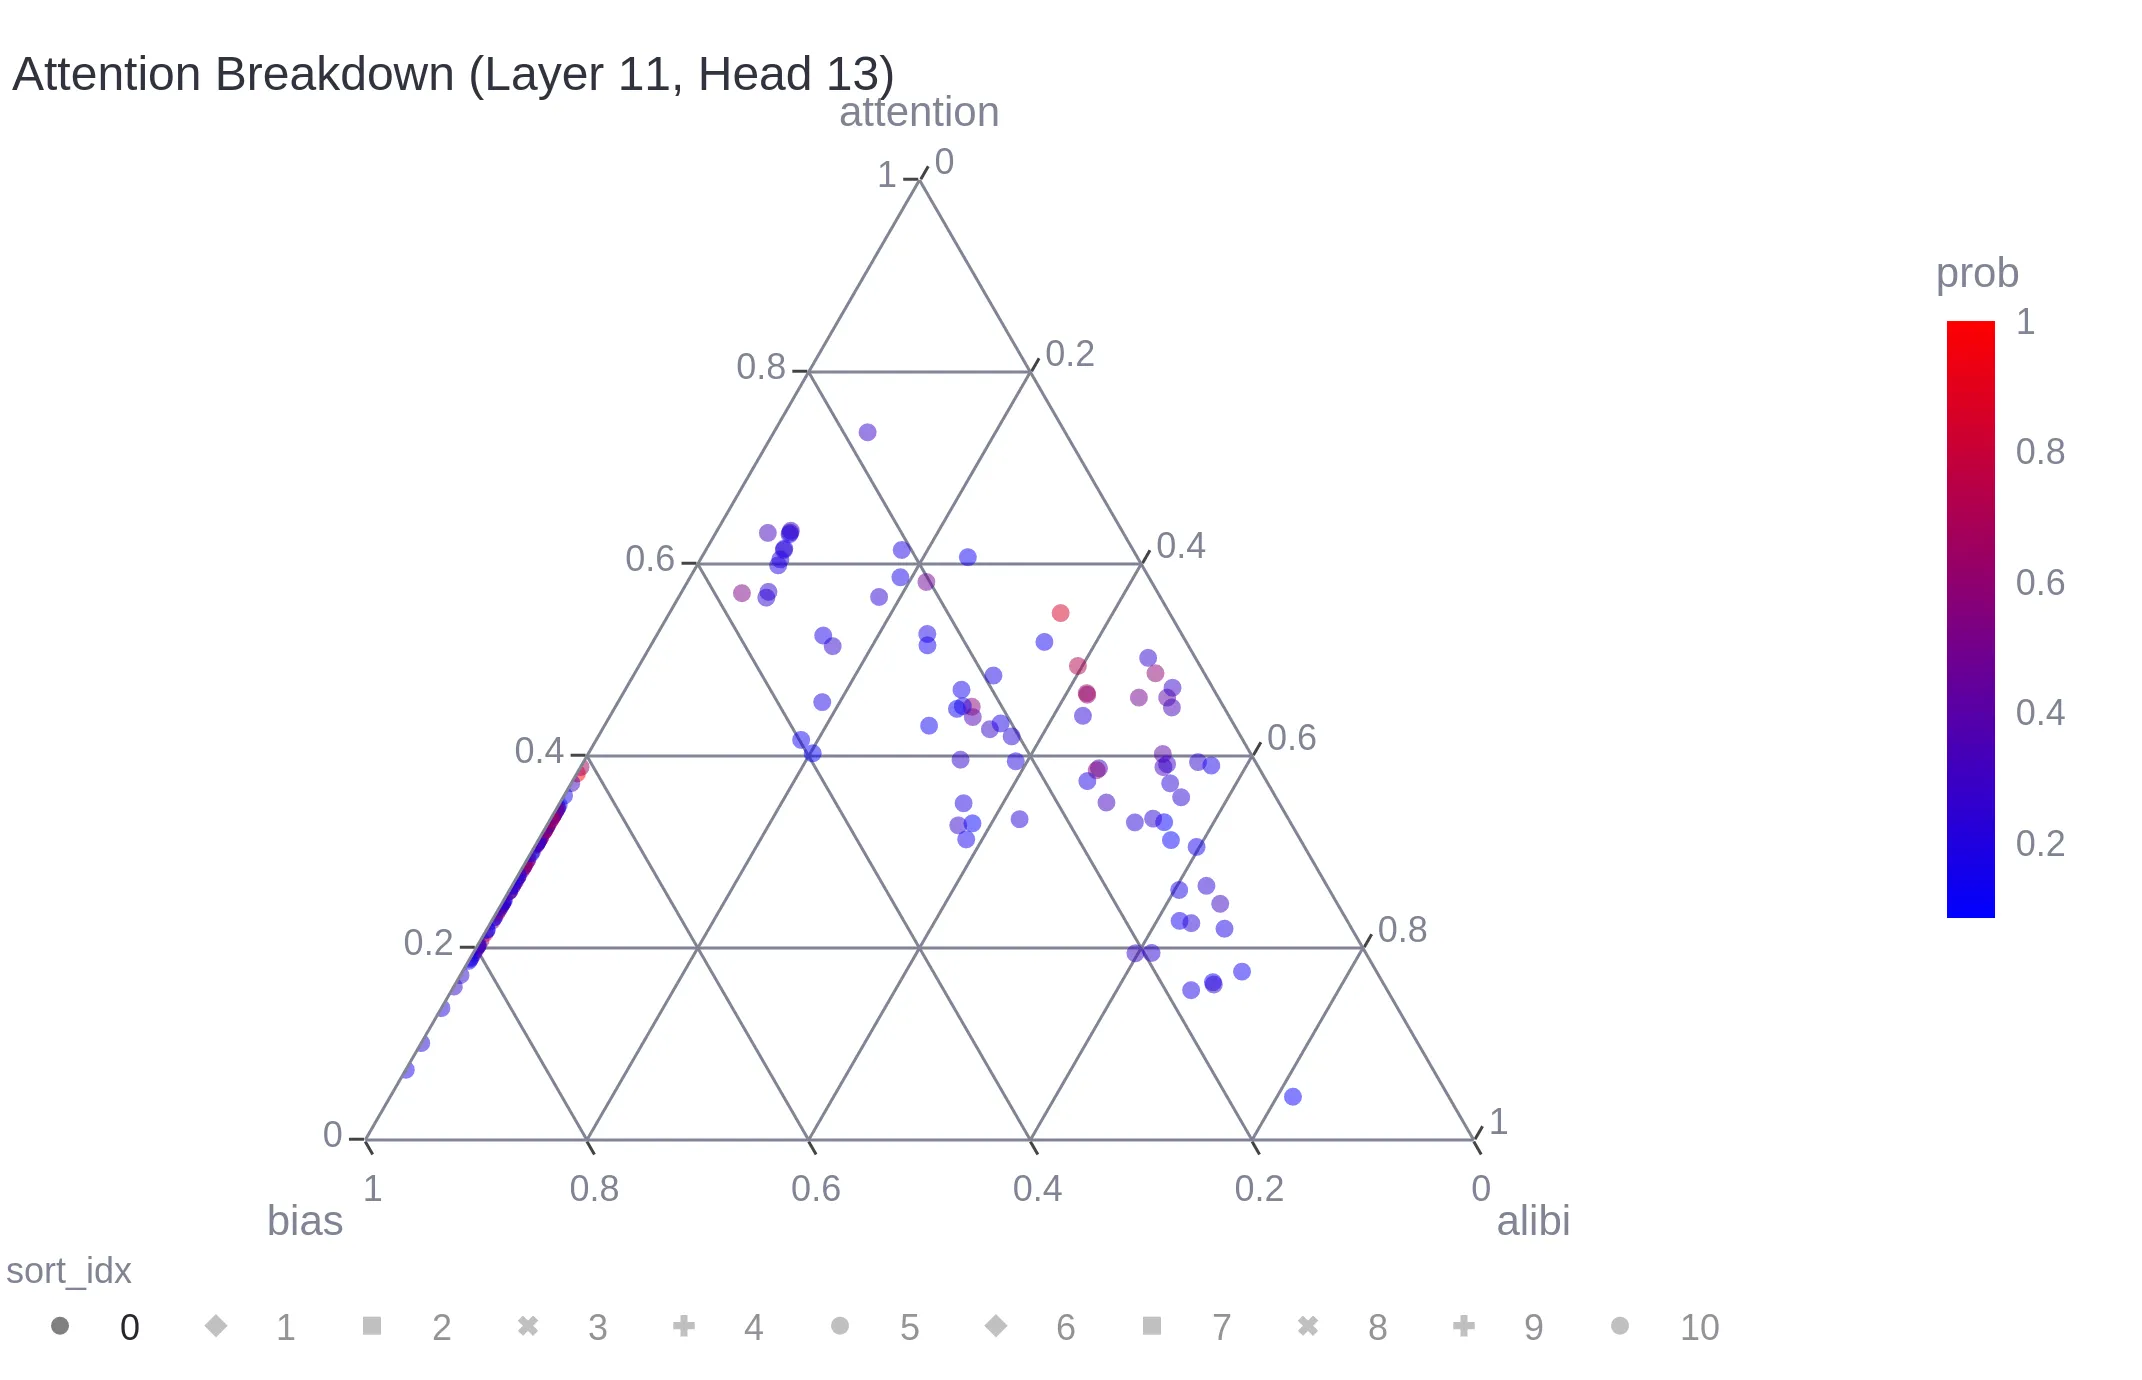 Attention Breakdown (Layer 11, Head 13)
attention
1 0
0.8 0.2
0.6 0.4
0.4 0.6
0.2 0.8
0 1
1 0.8 0.6 0.4 0.2 0
bias alibi
prob
1
0.8
0.6
0.4
0.2
sort_idx
0 1 2 3 4 5 6 7 8 9 10